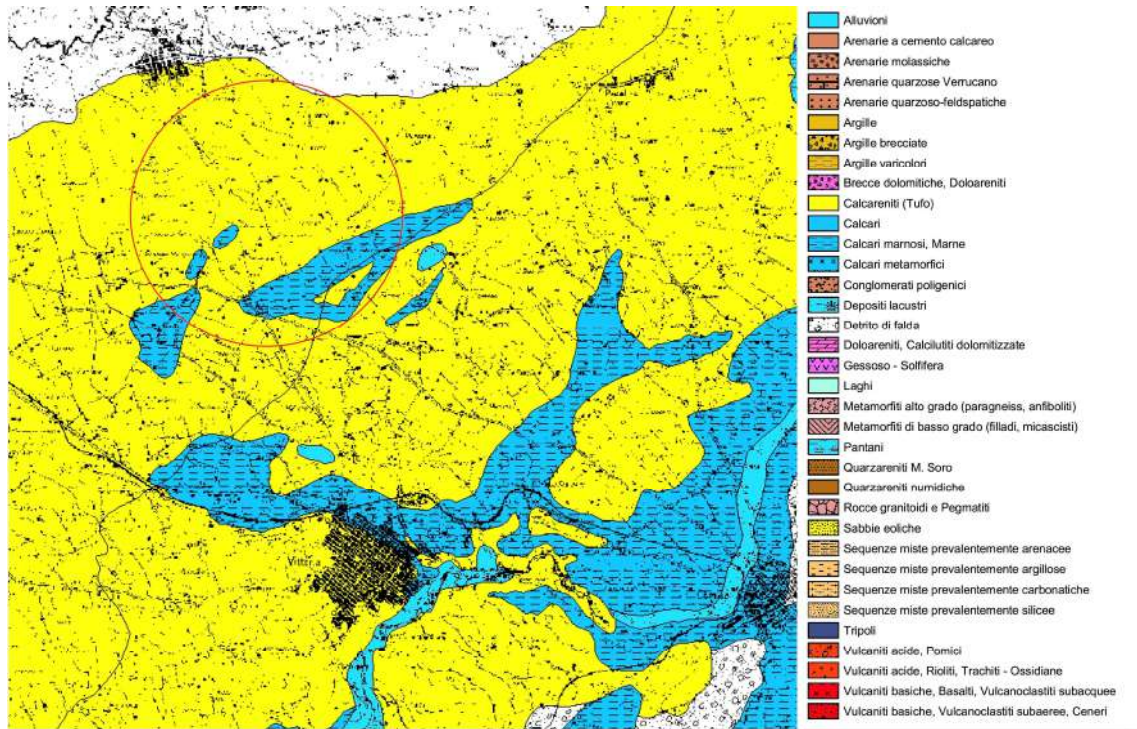 Alluvioni
Arenarie a cemento calcareo
Arenarie molassiche
Arenarie quarzose Verrucano
Arenarie quarzoso-feldspatiche
Argille
Argille brecciate
Argille varicolori
Brecce dolomitiche, Doloareniti
Calcareniti (Tufo)
Calcari
Calcari marnosi, Marne
Calcari metamorfici
Conglomerati poligenici
Depositi lacustri
Detrito di falda
Doloareniti, Calcilutiti dolomitizzate
Gessoso - Solfifera
Laghi
Metamorfiti alto grado (paragneiss, anfiboliti)
Metamorfiti di basso grado (filladi, micascisti)
Pantani
Quarzareniti M. Soro
Quarzareniti numidiche
Rocce granitoidi e Pegmatiti
Sabbie eoliche
Sequenze miste prevalentemente arenacee
Sequenze miste prevalentemente argillose
Sequenze miste prevalentemente carbonatiche
Sequenze miste prevalentemente silicee
Tripoli
Vulcaniti acide, Pomici
Vulcaniti acide, Rioliti, Trachiti - Ossidiane
Vulcaniti basiche, Basalti, Vulcanoclastiti subacquee
Vulcaniti basiche, Vulcanoclastiti subaeree, Ceneri